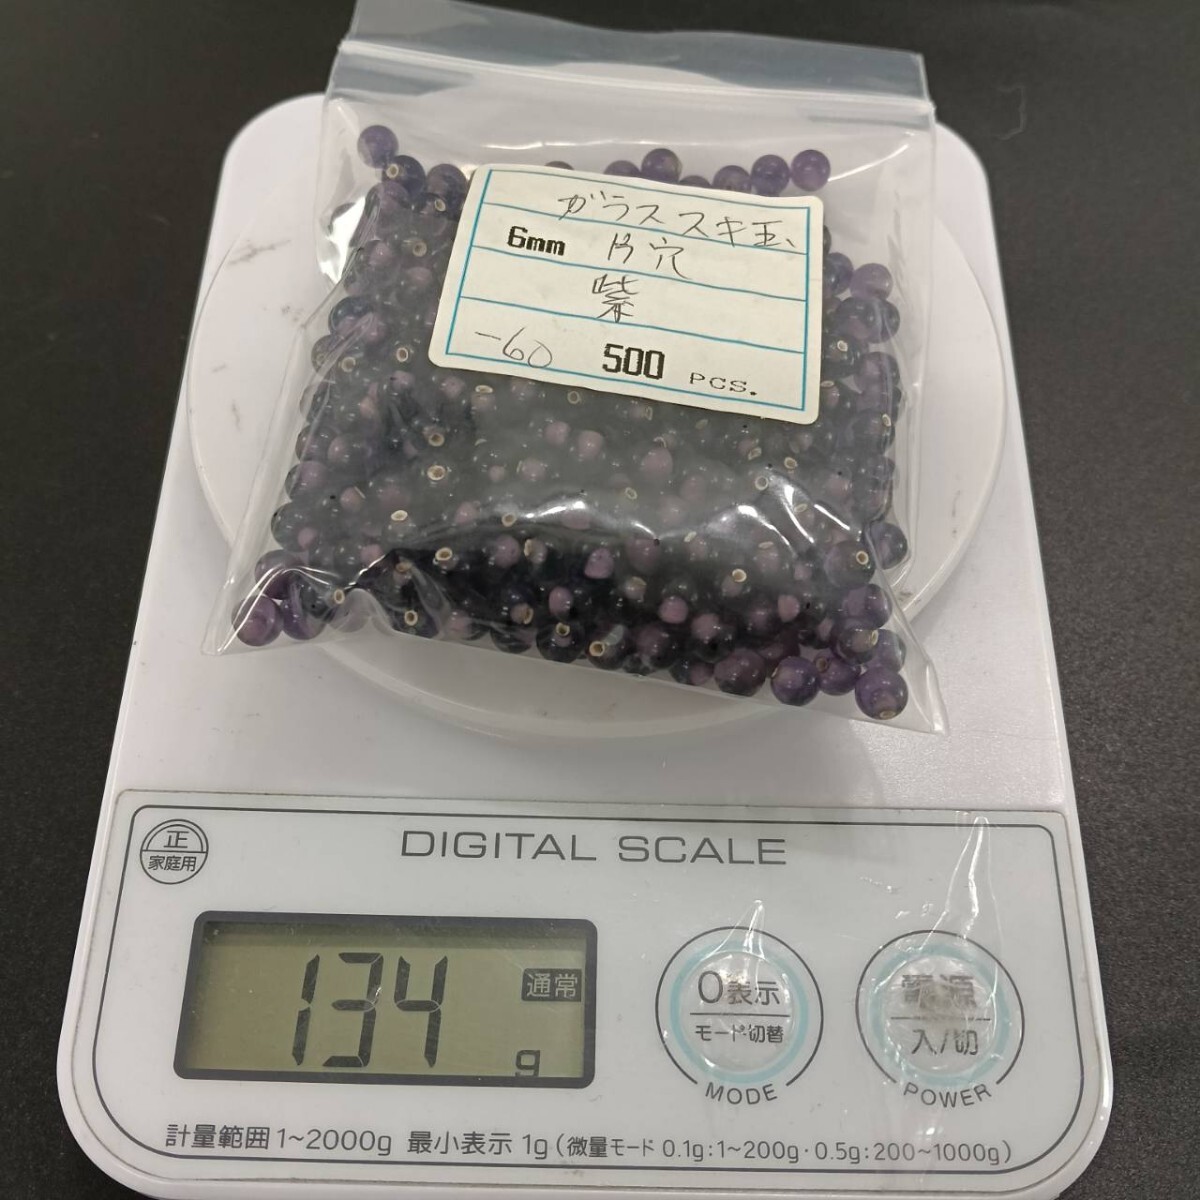 ガラス スキ玉、
6mm 片穴
紫
-60 500 PCS.
正
家庭用
DIGITAL SCALE
134 g 通常
0表示
モード切替
MODE
電源
入/切
POWER
計量範囲 1~2000g 最小表示 1g (微量モード 0.1g:1~200g・0.5g:200~1000g)